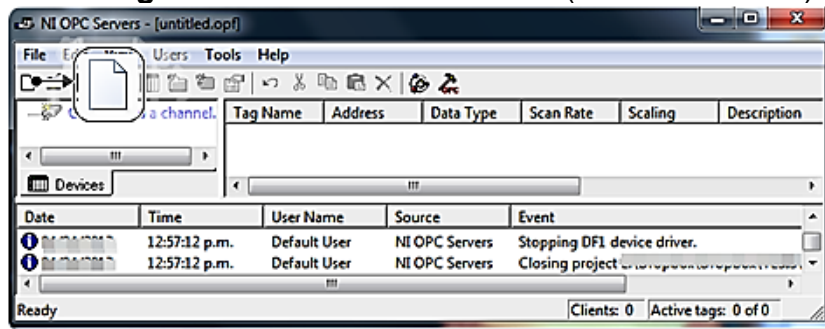 NI OPC Servers - [untitled.opf]
File Users Tools Help
a channel.
Tag Name Address Data Type Scan Rate Scaling Description
Devices
Date Time User Name Source Event
12:57:12 p.m. Default User NI OPC Servers Stopping DF1 device driver.
12:57:12 p.m. Default User NI OPC Servers Closing project
Ready Clients: 0 Active tags: 0 of 0